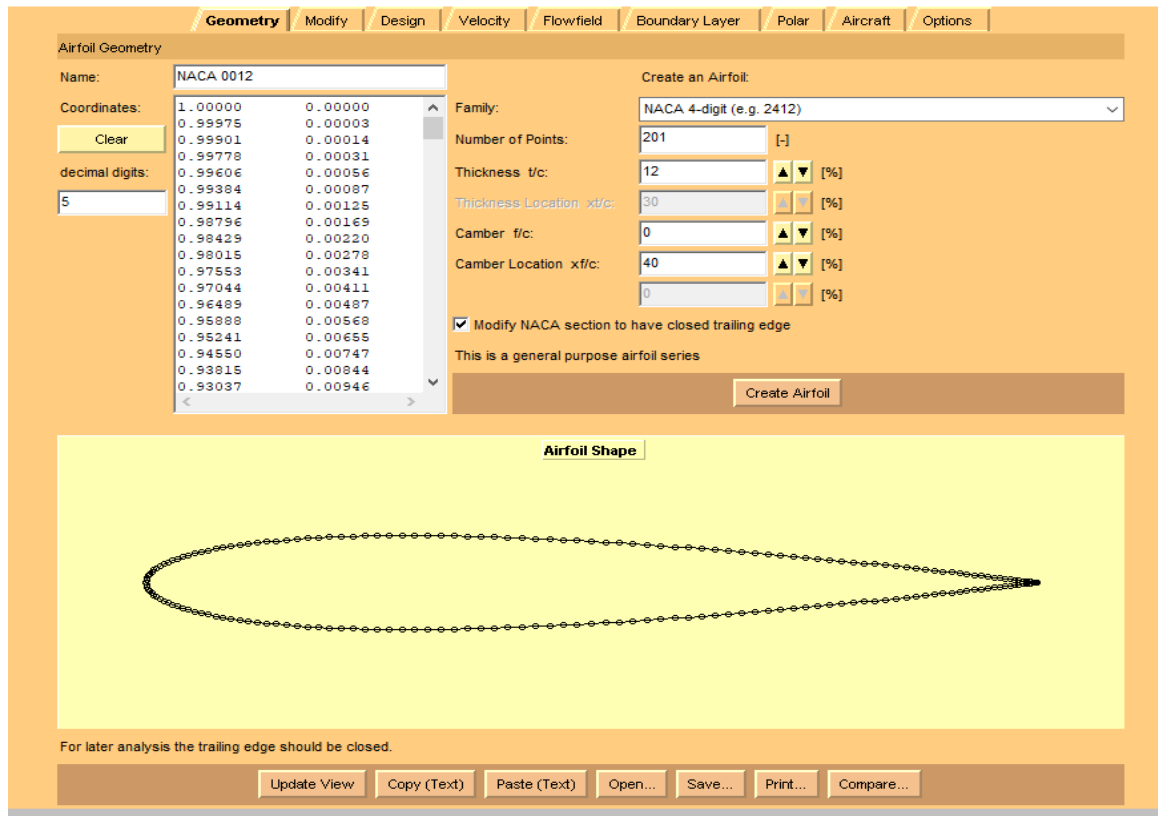 Geometry Modify Design Velocity Flowfield Boundary Layer Polar Aircraft Options
Airfoil Geometry
Name: NACA 0012 Create an Airfoil:
Coordinates:
Clear
decimal digits:
5
1.00000 0.00000
0.99975 0.00003
0.99901 0.00014
0.99778 0.00031
0.99606 0.00056
0.99384 0.00087
0.99114 0.00125
0.98796 0.00169
0.98429 0.00220
0.98015 0.00278
0.97553 0.00341
0.97044 0.00411
0.96489 0.00487
0.95888 0.00568
0.95241 0.00655
0.94550 0.00747
0.93815 0.00844
0.93037 0.00946
Family: NACA 4-digit (e.g. 2412)
Number of Points: 201 [-]
Thickness t/c: 12 [%]
Thickness Location xt/c: 30 [%]
Camber f/c: 0 [%]
Camber Location xf/c: 40 [%]
0 [%]
Modify NACA section to have closed trailing edge
This is a general purpose airfoil series
Create Airfoil
Airfoil Shape
For later analysis the trailing edge should be closed.
Update View Copy (Text) Paste (Text) Open... Save... Print... Compare...